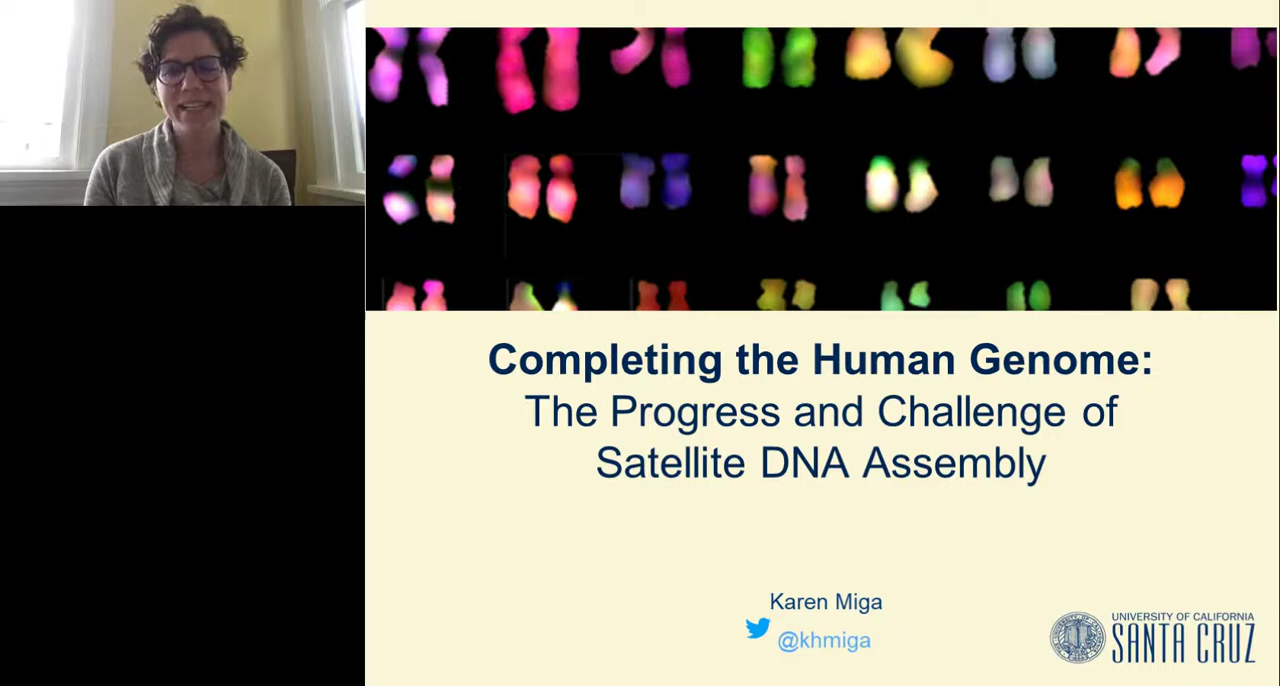 Completing the Human Genome:
The Progress and Challenge of
Satellite DNA Assembly
Karen Miga
@khmiga
UNIVERSITY OF CALIFORNIA
SANTA CRUZ